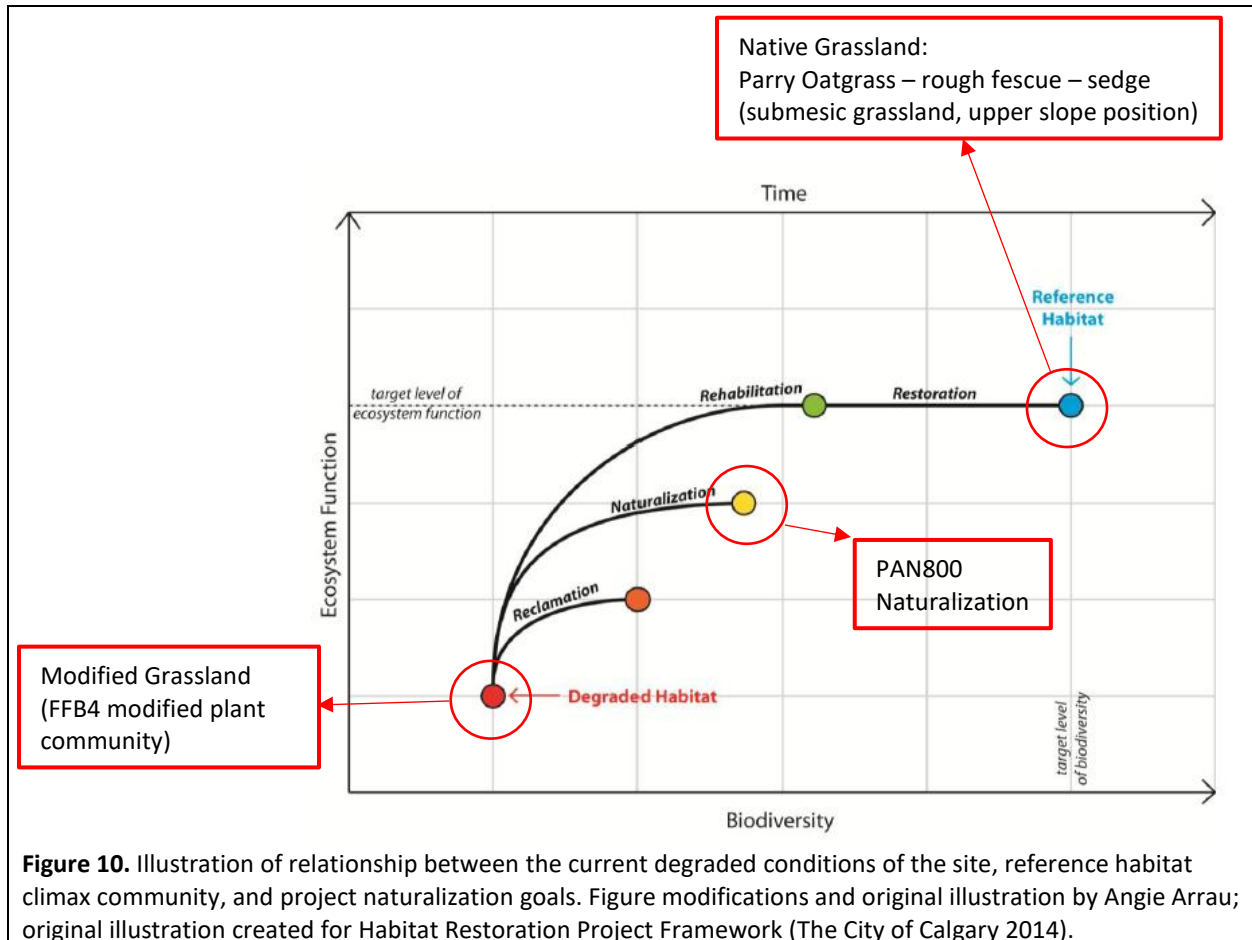 Native Grassland:
Parry Oatgrass – rough fescue – sedge
(submesic grassland, upper slope position)
Time
Reference
Habitat
target level of
ecosystem function
Rehabilitation
Restoration
Ecosystem Function
Naturalization
PAN800
Naturalization
Reclamation
Modified Grassland
(FFB4 modified plant
community)
Degraded Habitat
target level
of biodiversity
Biodiversity
Figure 10. Illustration of relationship between the current degraded conditions of the site, reference habitat
climax community, and project naturalization goals. Figure modifications and original illustration by Angie Arrau;
original illustration created for Habitat Restoration Project Framework (The City of Calgary 2014).